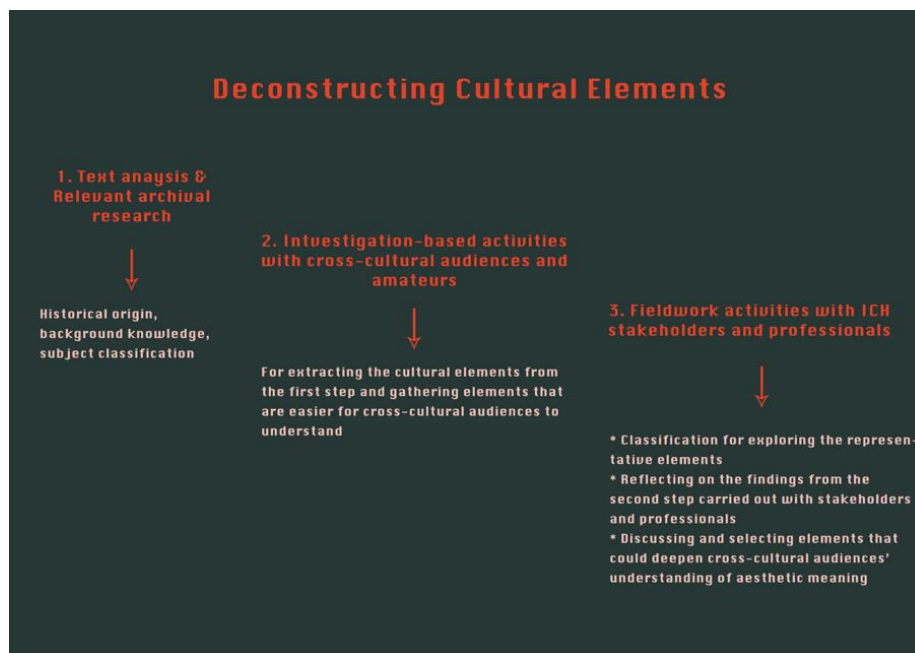 Deconstructing Cultural Elements
1. Text anaysis &
Relevant archival
research
Historical origin,
background knowledge,
subject classification
2. Intvestigation-based activities
with cross-cultural audiences and
amateurs
For extracting the cultural elements from
the first step and gathering elements that
are easier for cross-cultural audiences to
understand
3. Fieldwork activities with ICH
stakeholders and professionals
* Classification for exploring the represen-
tative elements
* Reflecting on the findings from the
second step carried out with stakeholders
and professionals
* Discussing and selecting elements that
could deepen cross-cultural audiences'
understanding of aesthetic meaning